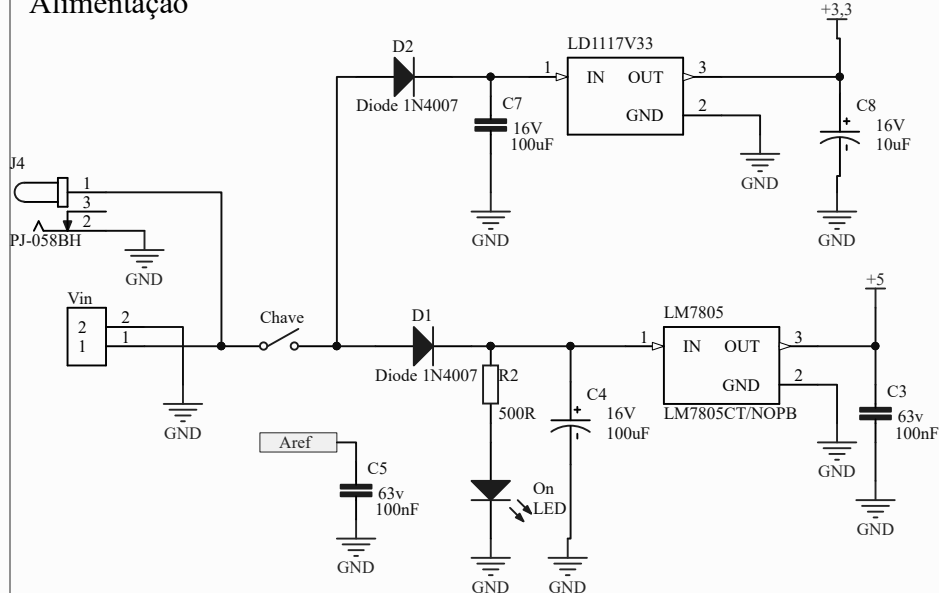 Alimentação
+3,3
D2
Diode 1N4007
C7
16V
100uF
GND
LD1117V33
1
IN
OUT
3
GND
2
GND
C8
16V
10uF
GND
J4
1
3
2
PJ-058BH
GND
Vin
2
1
2
1
GND
Chave
D1
Diode 1N4007
R2
500R
On
LED
GND
C4
16V
100uF
GND
LM7805
1
IN
OUT
3
GND
2
LM7805CT/NOPB
GND
+5
C3
63v
100nF
GND
Aref
C5
63v
100nF
GND